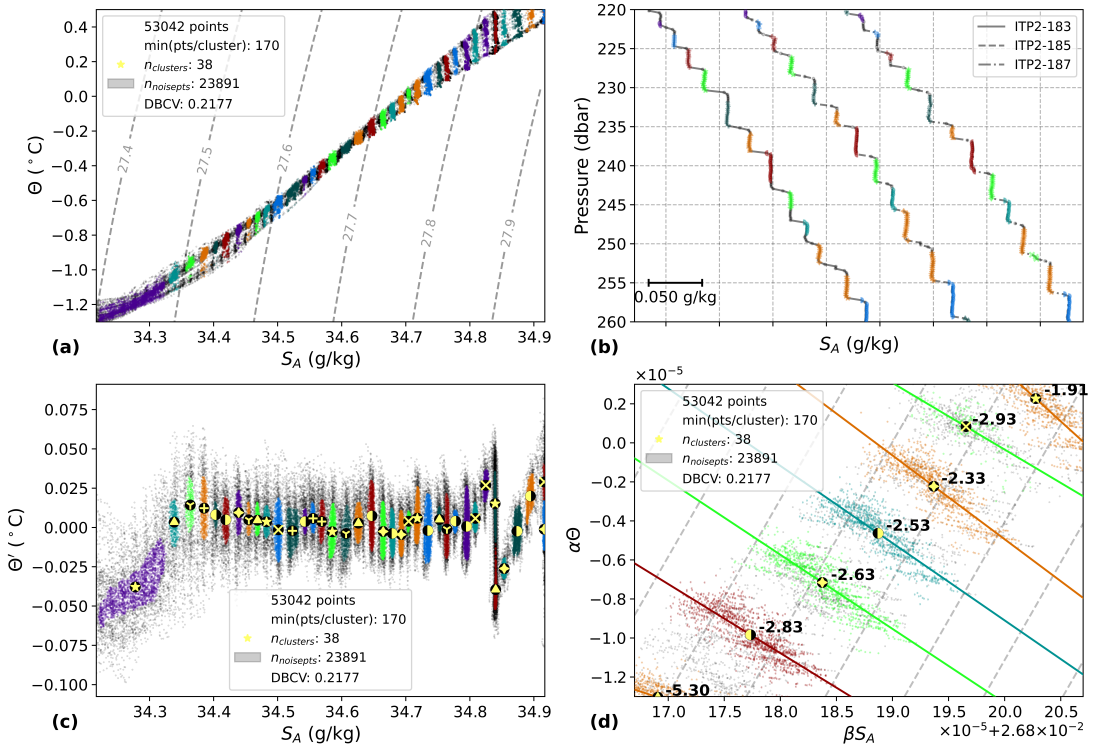 53042 points
min(pts/cluster): 170
n_clusters: 38
n_noisepts: 23891
DBCV: 0.2177
27.4
27.5
27.6
27.7
27.8
27.9
0.4
0.2
0.0
−0.2
−0.4
−0.6
−0.8
−1.0
−1.2
Θ (°C)
34.3 34.4 34.5 34.6 34.7 34.8 34.9
S_A (g/kg)
(a)
ITP2-183
ITP2-185
ITP2-187
220
225
230
235
240
245
250
255
260
Pressure (dbar)
0.050 g/kg
S_A (g/kg)
(b)
0.075
0.050
0.025
0.000
−0.025
−0.050
−0.075
−0.100
Θ′ (°C)
53042 points
min(pts/cluster): 170
n_clusters: 38
n_noisepts: 23891
DBCV: 0.2177
34.3 34.4 34.5 34.6 34.7 34.8 34.9
S_A (g/kg)
(c)
×10⁻⁵
53042 points
min(pts/cluster): 170
n_clusters: 38
n_noisepts: 23891
DBCV: 0.2177
-1.91
-2.93
-2.33
-2.53
-2.63
-2.83
-5.30
0.2
0.0
−0.2
−0.4
−0.6
−0.8
−1.0
−1.2
αΘ
17.0 17.5 18.0 18.5 19.0 19.5 20.0 20.5
βS_A
×10⁻⁵+2.68×10⁻²
(d)